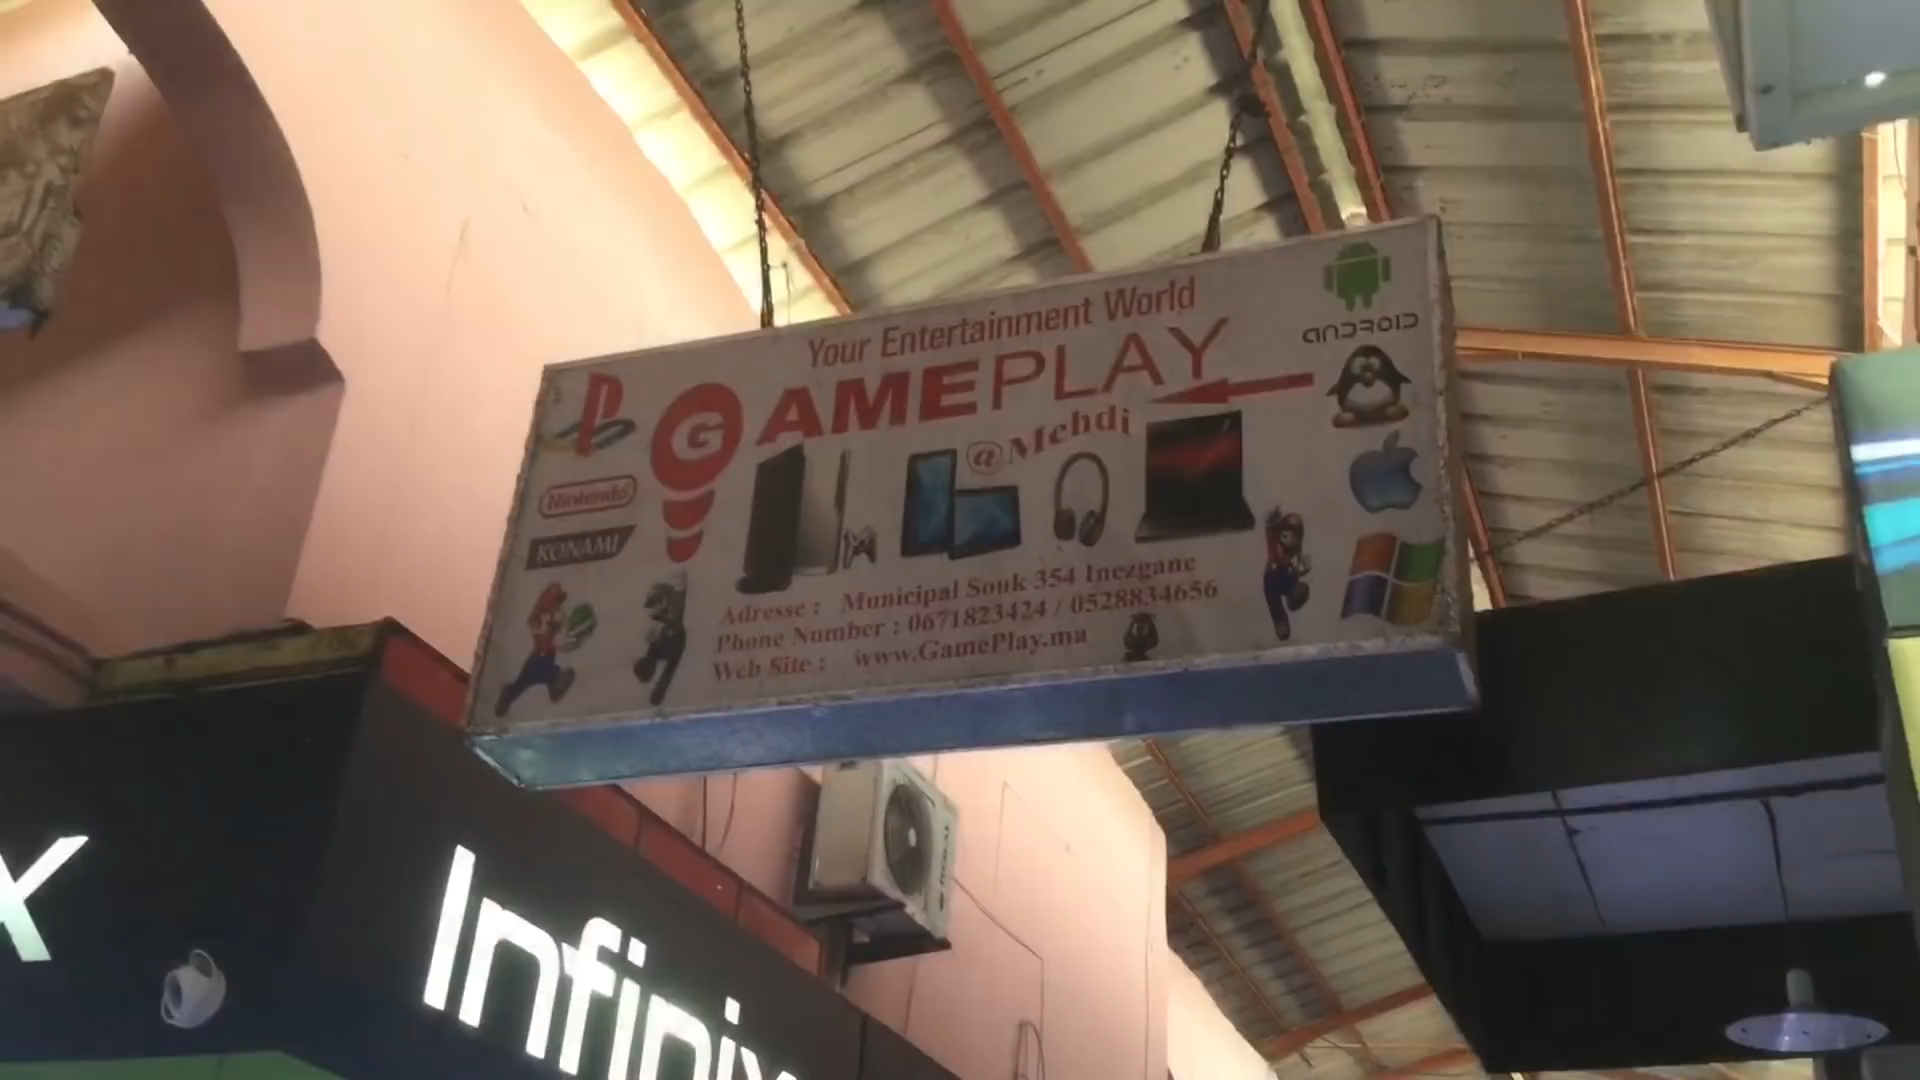 Your Entertainment World
GAMEPLAY
@Mehdi
ANDROID
Nintendo
KONAMI
Adresse : Municipal Souk 354 Inezgane
Phone Number : 0671823424 / 0528834656
Web Site : www.GamePlay.ma
X
Infinix